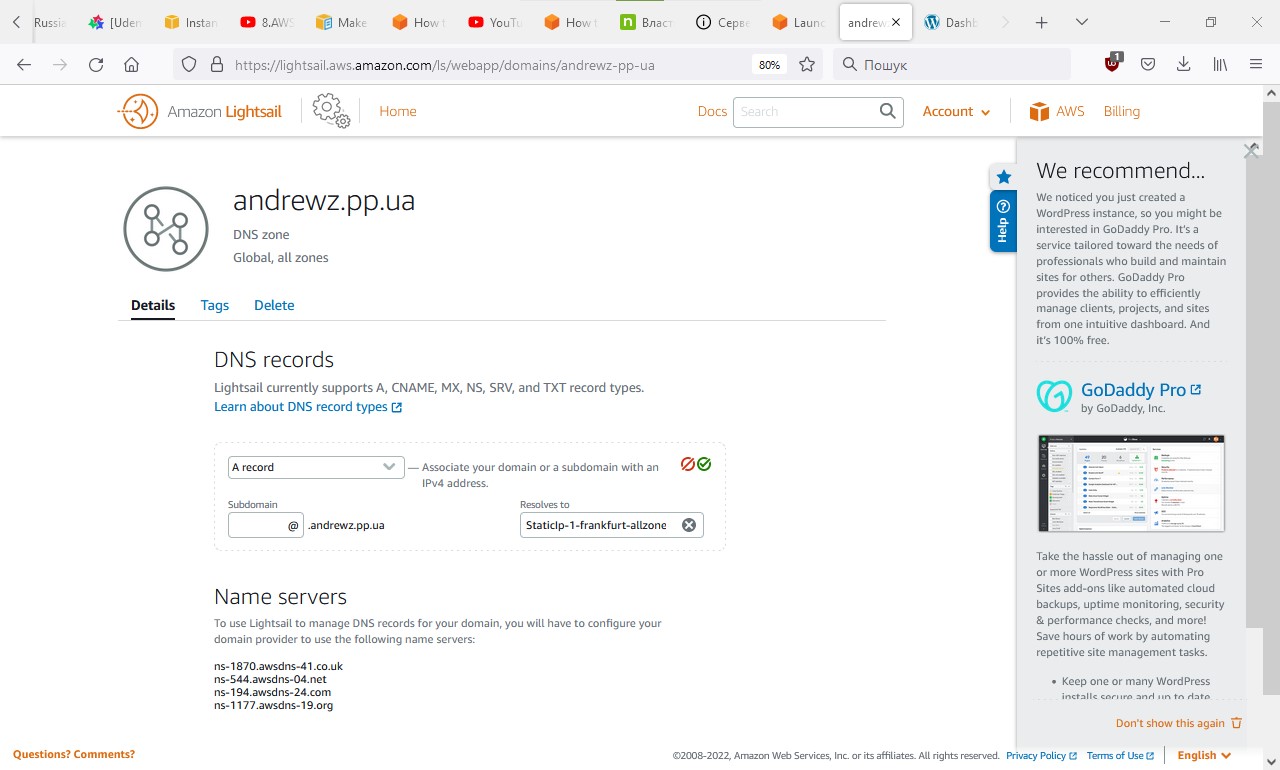 Russia
[Uden
Instan
8.AWS
Make
How t
YouTu
How t
Власт
Серве
Launc
andrew
Dashb
https://lightsail.aws.amazon.com/ls/webapp/domains/andrewz-pp-ua
80%
Пошук
1
Amazon Lightsail
Home
Docs
Search
Account
AWS
Billing
andrewz.pp.ua
DNS zone
Global, all zones
Details
Tags
Delete
DNS records
Lightsail currently supports A, CNAME, MX, NS, SRV, and TXT record types.
Learn about DNS record types
A record
— Associate your domain or a subdomain with an
IPv4 address.
Subdomain
@
.andrewz.pp.ua
Resolves to
StaticIp-1-frankfurt-allzone
Name servers
To use Lightsail to manage DNS records for your domain, you will have to configure your
domain provider to use the following name servers:
ns-1870.awsdns-41.co.uk
ns-544.awsdns-04.net
ns-194.awsdns-24.com
ns-1177.awsdns-19.org
Help
We recommend...
We noticed you just created a
WordPress instance, so you might be
interested in GoDaddy Pro. It's a
service tailored toward the needs of
professionals who build and maintain
sites for others. GoDaddy Pro
provides the ability to efficiently
manage clients, projects, and sites
from one intuitive dashboard. And
it's 100% free.
GoDaddy Pro
by GoDaddy, Inc.
Take the hassle out of managing one
or more WordPress sites with Pro
Sites add-ons like automated cloud
backups, uptime monitoring, security
& performance checks, and more!
Save hours of work by automating
repetitive site management tasks.
• Keep one or many WordPress
installs secure and up to date
Don't show this again
Questions? Comments?
©2008-2022, Amazon Web Services, Inc. or its affiliates. All rights reserved.
Privacy Policy
Terms of Use
English